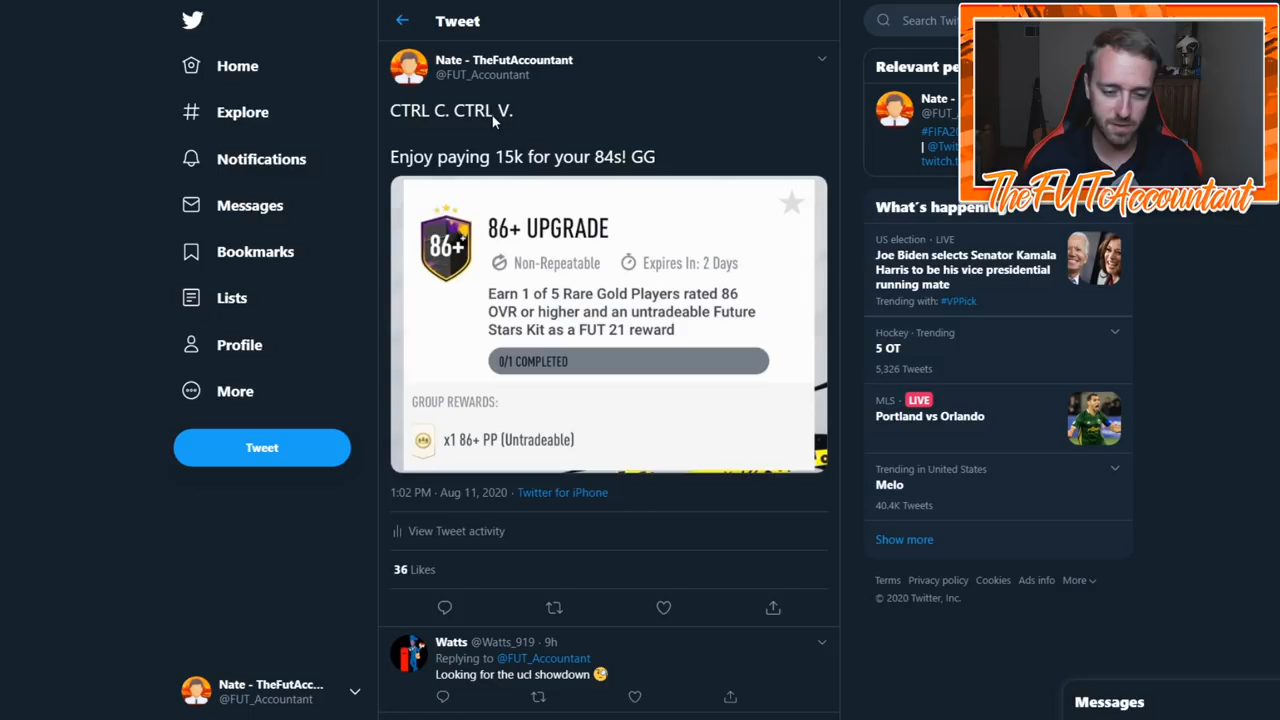 Home
Explore
Notifications
Messages
Bookmarks
Lists
Profile
More
Tweet
Nate - TheFutAcc...
@FUT_Accountant
Tweet
Nate - TheFutAccountant
@FUT_Accountant
CTRL C. CTRL V.
Enjoy paying 15k for your 84s! GG
86+
86+ UPGRADE
Non-Repeatable
Expires In: 2 Days
Earn 1 of 5 Rare Gold Players rated 86
OVR or higher and an untradeable Future
Stars Kit as a FUT 21 reward
0/1 COMPLETED
GROUP REWARDS:
x1 86+ PP (Untradeable)
1:02 PM · Aug 11, 2020 · Twitter for iPhone
View Tweet activity
36 Likes
Watts @Watts_919 · 9h
Replying to @FUT_Accountant
Looking for the ucl showdown
Search
Relevant
Nate -
TheFUTAccountant
What's
US election · LIVE
Joe Biden selects Senator Kamala
Harris to be his vice presidential
running mate
Trending with: #VPPick
Hockey · Trending
5 OT
5,326 Tweets
MLS · LIVE
Portland vs Orlando
Trending in United States
Melo
40.4K Tweets
Show more
Terms Privacy policy Cookies Ads info More
© 2020 Twitter, Inc.
Messages